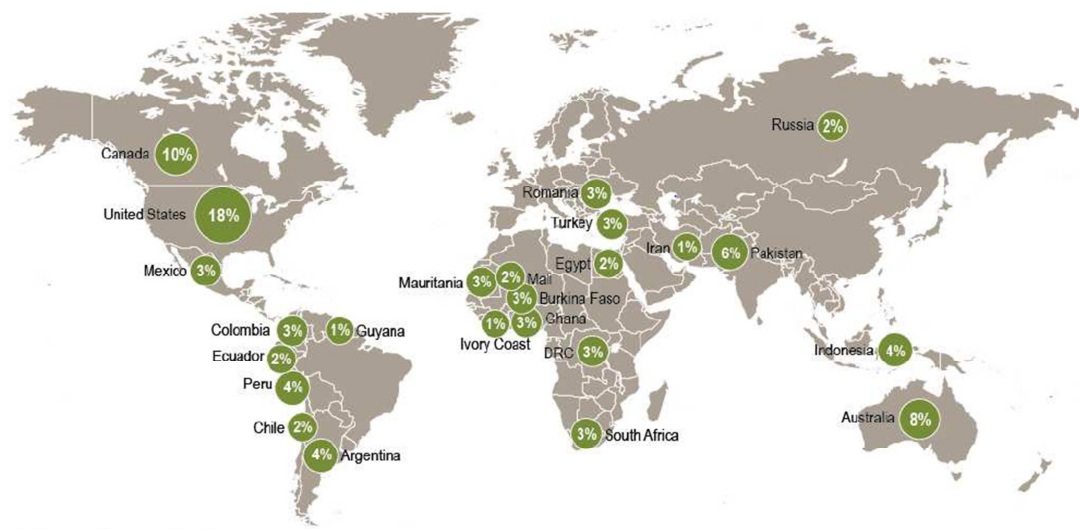 Russia 2%
Canada 10%
Romania 3%
United States 18%
Turkey 3%
Iran 1%
6% Pakistan
Egypt 2%
Mexico 3%
Mauritania 3%
2% Mali
3% Burkina Faso
3% Ghana
1%
Ivory Coast
Colombia 3%
1% Guyana
DRC 3%
Indonesia 4%
Ecuador 2%
Peru 4%
Chile 2%
Australia 8%
3% South Africa
4% Argentina